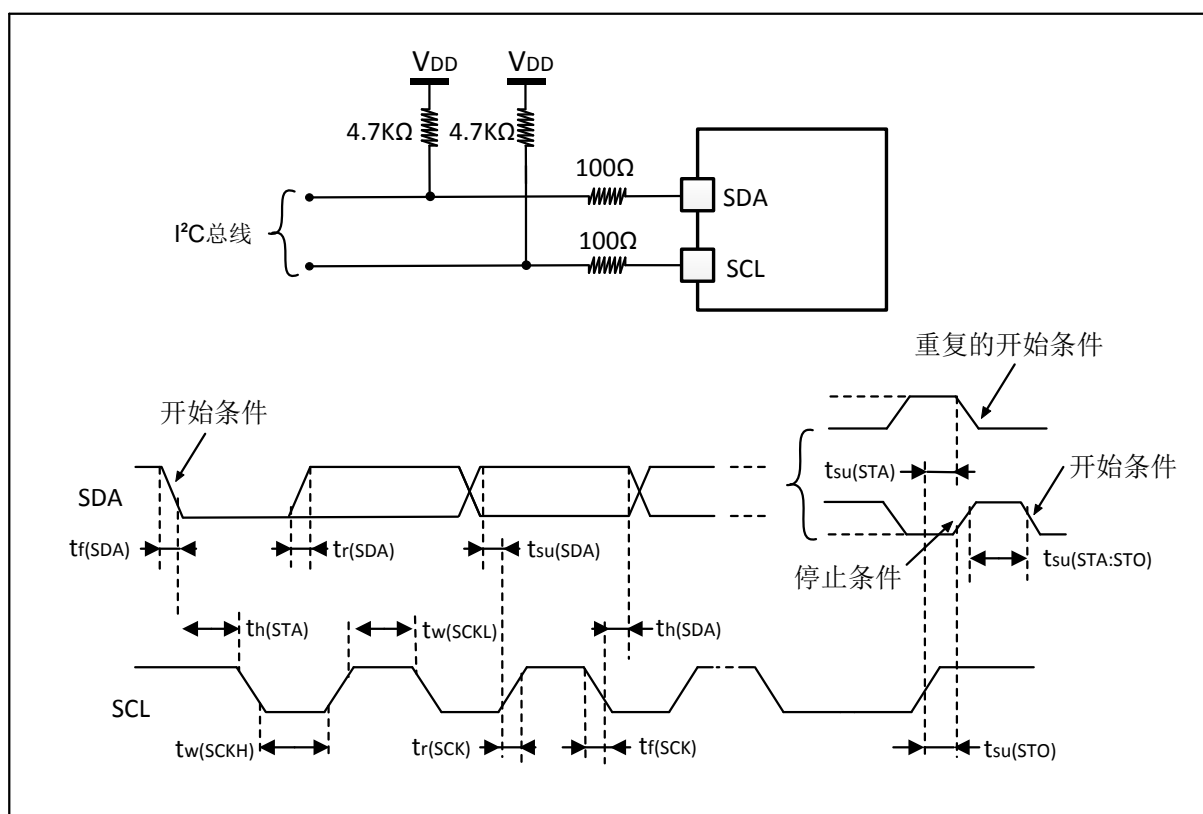 VDD VDD
4.7KΩ 4.7KΩ
100Ω
SDA
I²C总线
100Ω
SCL
重复的开始条件
开始条件
tsu(STA)
开始条件
SDA
tf(SDA)
tr(SDA)
tsu(SDA)
停止条件
tsu(STA:STO)
th(STA)
tw(SCKL)
th(SDA)
SCL
tw(SCKH)
tr(SCK)
tf(SCK)
tsu(STO)